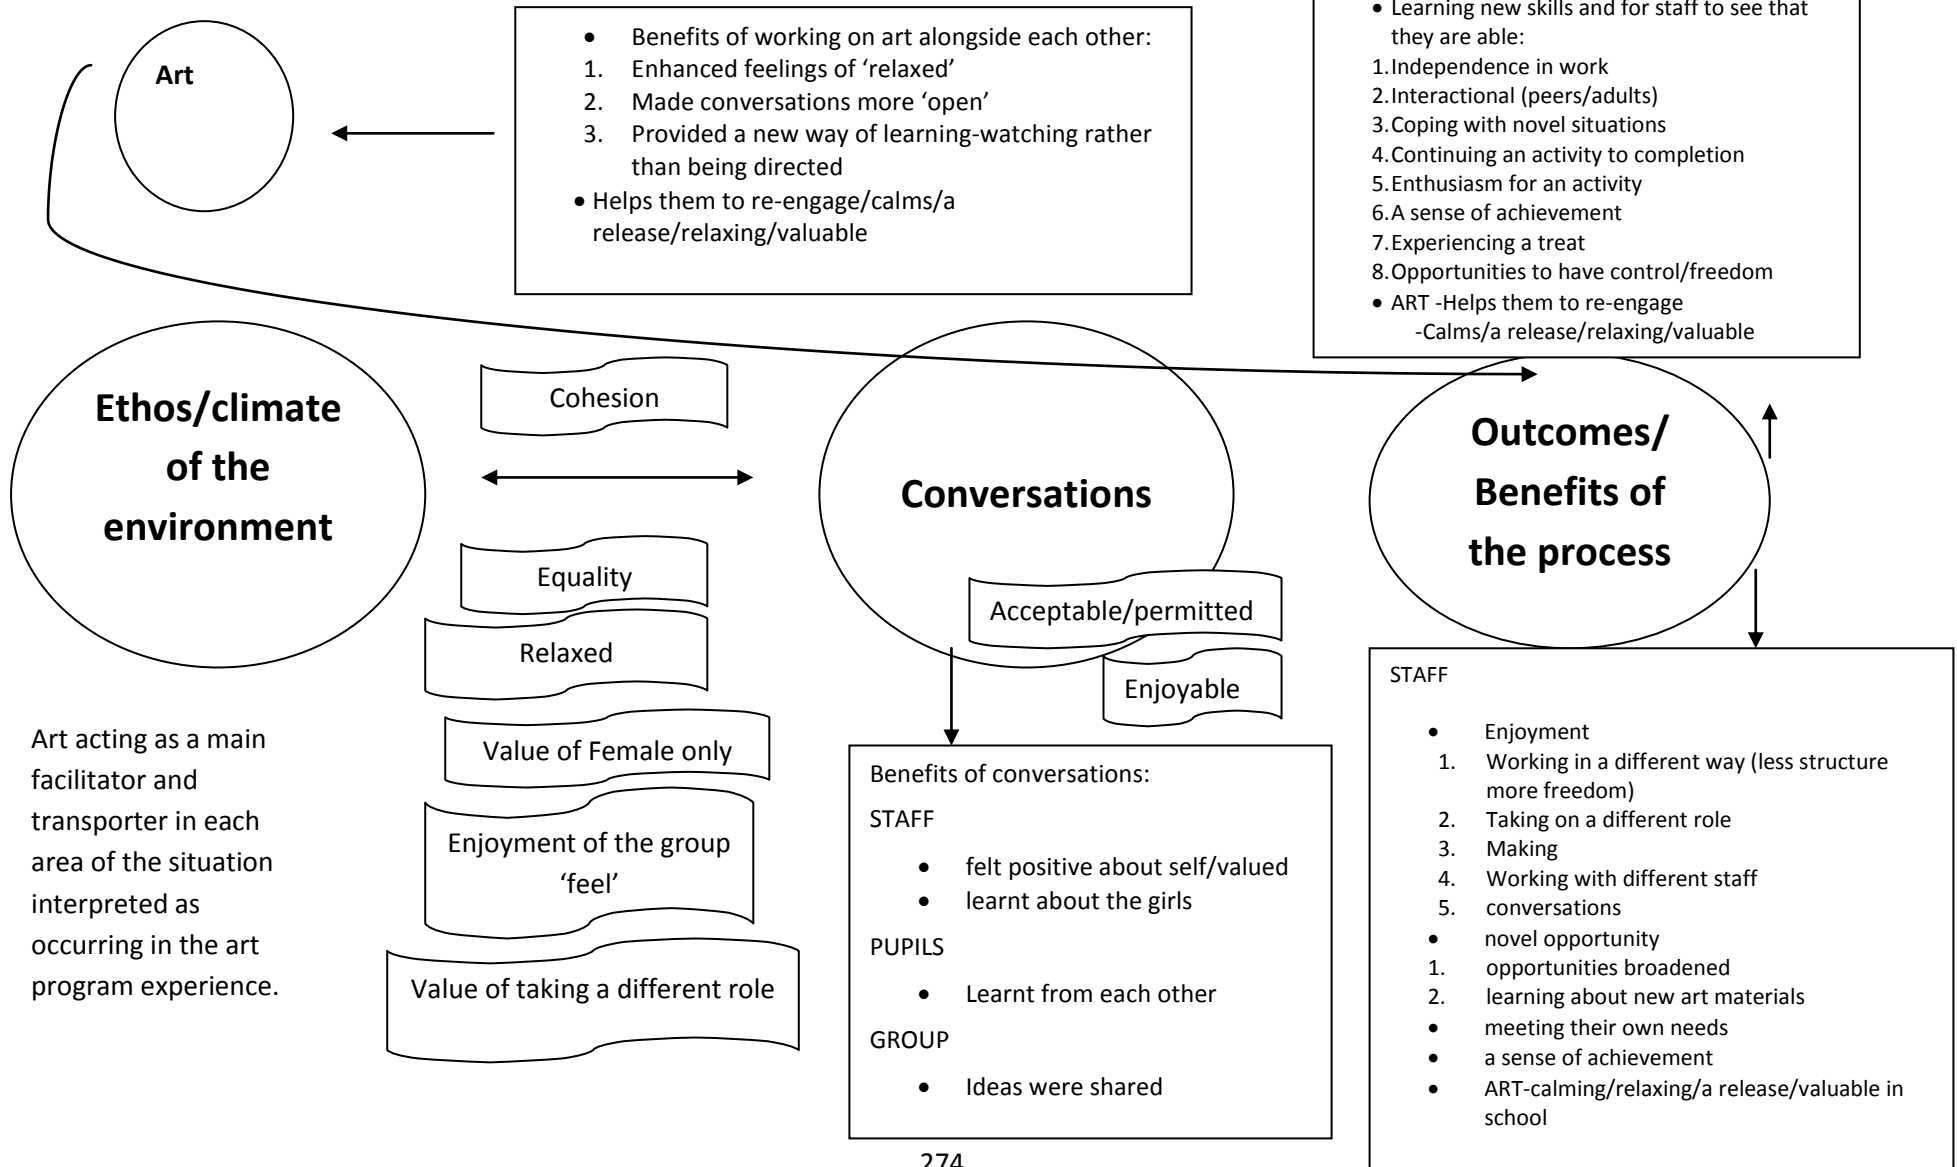 Art
• Benefits of working on art alongside each other:
1. Enhanced feelings of ‘relaxed’
2. Made conversations more ‘open’
3. Provided a new way of learning-watching rather
than being directed
• Helps them to re-engage/calms/a
release/relaxing/valuable
• Learning new skills and for staff to see that
they are able:
1.Independence in work
2.Interactional (peers/adults)
3.Coping with novel situations
4.Continuing an activity to completion
5.Enthusiasm for an activity
6.A sense of achievement
7.Experiencing a treat
8.Opportunities to have control/freedom
• ART -Helps them to re-engage
-Calms/a release/relaxing/valuable
Ethos/climate
of the
environment
Cohesion
Equality
Relaxed
Value of Female only
Enjoyment of the group
‘feel’
Value of taking a different role
Conversations
Acceptable/permitted
Enjoyable
Outcomes/
Benefits of
the process
Art acting as a main
facilitator and
transporter in each
area of the situation
interpreted as
occurring in the art
program experience.
Benefits of conversations:
STAFF
• felt positive about self/valued
• learnt about the girls
PUPILS
• Learnt from each other
GROUP
• Ideas were shared
STAFF
• Enjoyment
1. Working in a different way (less structure
more freedom)
2. Taking on a different role
3. Making
4. Working with different staff
5. conversations
• novel opportunity
1. opportunities broadened
2. learning about new art materials
• meeting their own needs
• a sense of achievement
• ART-calming/relaxing/a release/valuable in
school
274